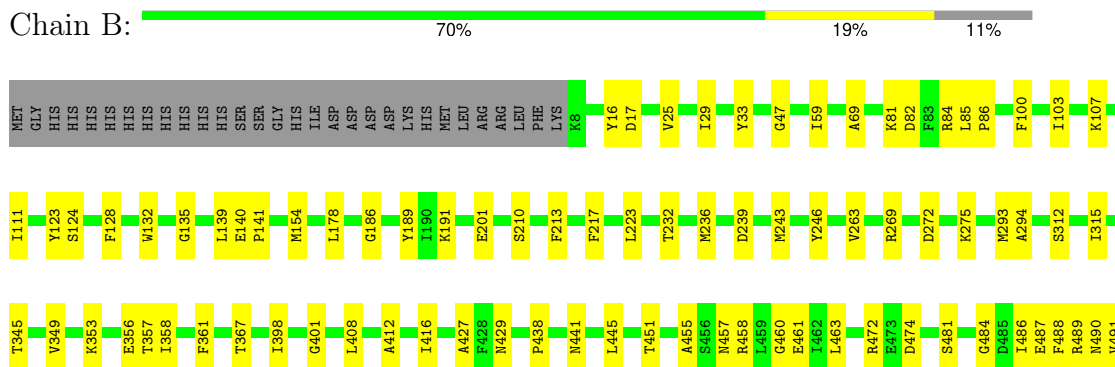 Chain B:
70% 19% 11%
MET GLY HIS HIS HIS HIS HIS HIS HIS HIS HIS HIS SER SER GLY HIS ILE ASP ASP ASP ASP LYS HIS MET LEU ARG ARG LEU PHE LYS K8 Y16 D17 V25 I29 Y33 G47 I59 A69 K81 D82 F83 R84 L85 P86 F100 I103 K107
I111 Y123 S124 F128 W132 G135 L139 E140 P141 M154 L178 G186 Y189 I190 K191 E201 S210 F213 F217 L223 T232 M236 D239 M243 Y246 V263 R269 D272 K275 M293 A294 S312 I315
T345 V349 K353 E356 T357 I358 F361 T367 I398 G401 L408 A412 I416 A427 F428 N429 P438 N441 L445 T451 A455 S456 N457 R458 L459 G460 E461 I462 L463 R472 E473 D474 S481 G484 D485 I486 E487 F488 R489 N490 V491